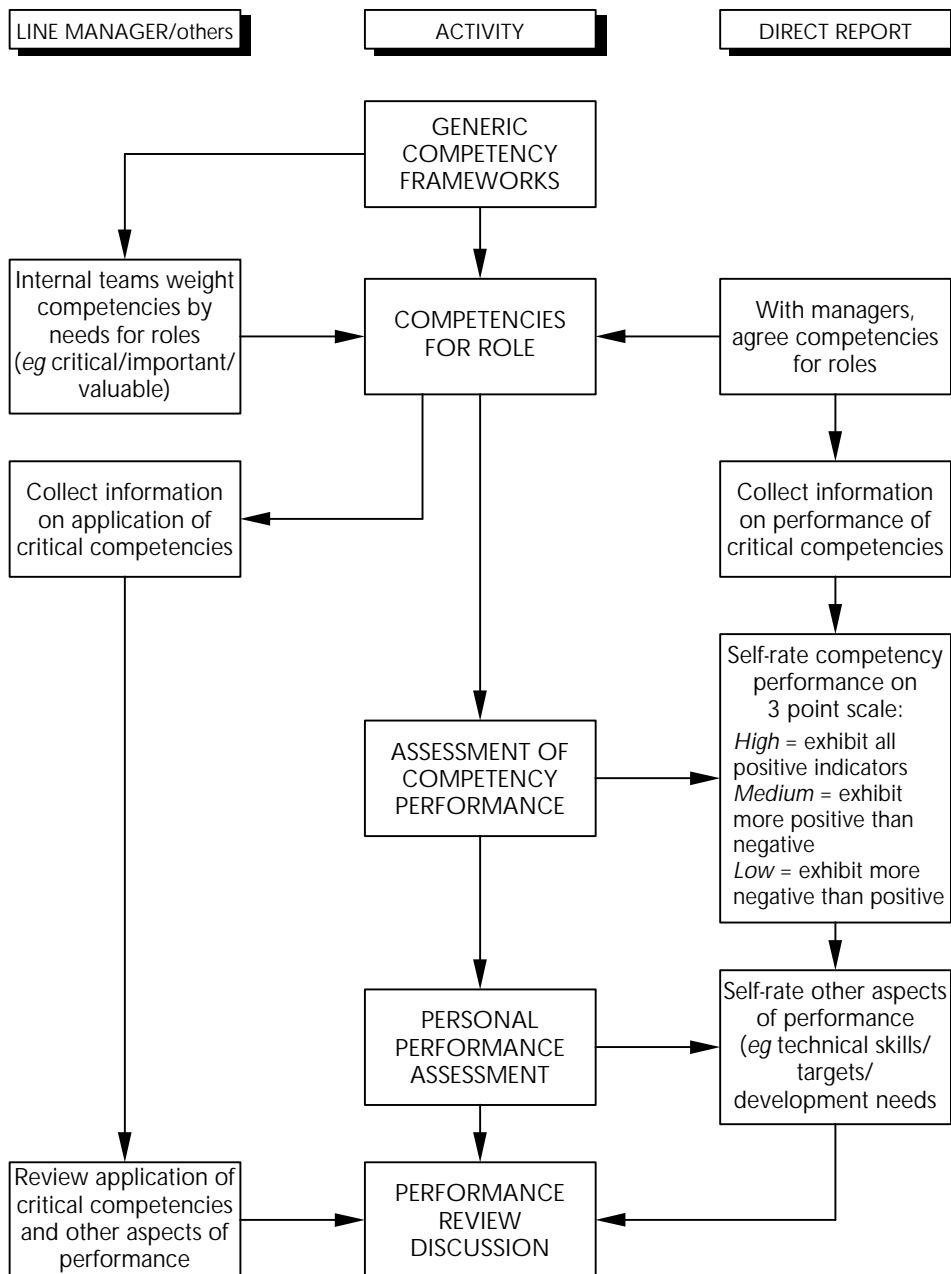 LINE MANAGER/others
ACTIVITY
DIRECT REPORT
GENERIC
COMPETENCY
FRAMEWORKS
Internal teams weight
competencies by
needs for roles
(eg critical/important/
valuable)
COMPETENCIES
FOR ROLE
With managers,
agree competencies
for roles
Collect information
on application of
critical competencies
Collect information
on performance of
critical competencies
Self-rate competency
performance on
3 point scale:
High = exhibit all
positive indicators
Medium = exhibit
more positive than
negative
Low = exhibit more
negative than positive
ASSESSMENT OF
COMPETENCY
PERFORMANCE
PERSONAL
PERFORMANCE
ASSESSMENT
Self-rate other aspects
of performance
(eg technical skills/
targets/
development needs
Review application of
critical competencies
and other aspects of
performance
PERFORMANCE
REVIEW
DISCUSSION